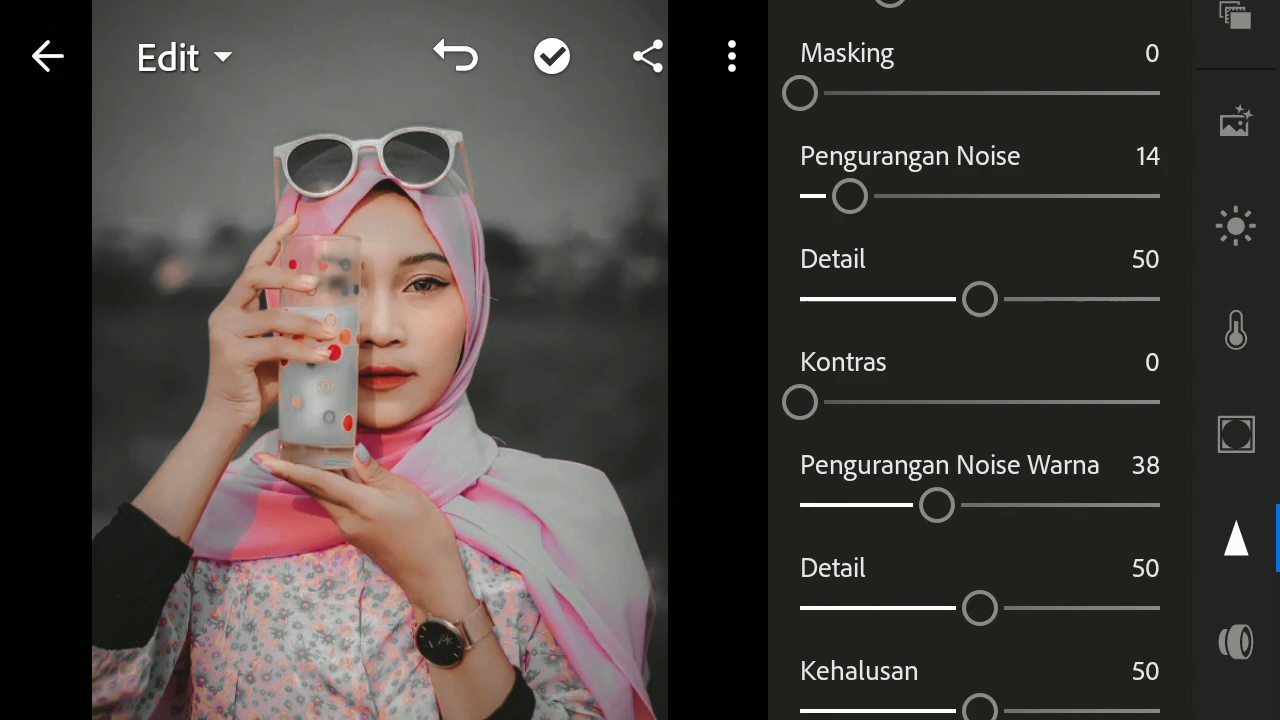 Edit
Masking 0
Pengurangan Noise 14
Detail 50
Kontras 0
Pengurangan Noise Warna 38
Detail 50
Kehalusan 50